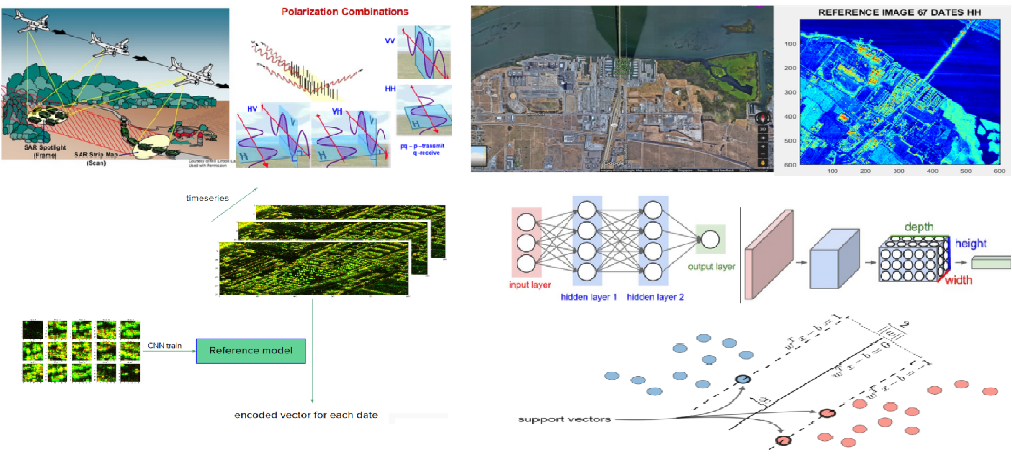 Polarization Combinations
VV
HH
HV
VH
V
H
pq – p –transmit
q -receive
SAR Spotlight
(Frame)
SAR Strip Map
(Scan)
Used with Permission
REFERENCE IMAGE 67 DATES HH
100
200
300
400
500
600
100 200 300 400 500 600
timeseries
CNN train
Reference model
encoded vector for each date
input layer
hidden layer 1
hidden layer 2
output layer
depth
height
width
support vectors